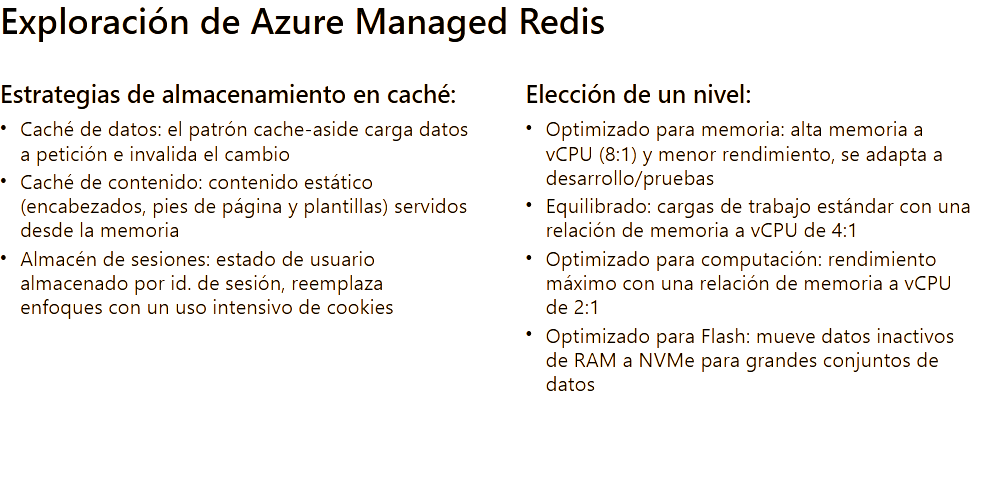 Exploración de Azure Managed Redis
Estrategias de almacenamiento en caché:
• Caché de datos: el patrón cache-aside carga datos
a petición e invalida el cambio
• Caché de contenido: contenido estático
(encabezados, pies de página y plantillas) servidos
desde la memoria
• Almacén de sesiones: estado de usuario
almacenado por id. de sesión, reemplaza
enfoques con un uso intensivo de cookies
Elección de un nivel:
• Optimizado para memoria: alta memoria a
vCPU (8:1) y menor rendimiento, se adapta a
desarrollo/pruebas
• Equilibrado: cargas de trabajo estándar con una
relación de memoria a vCPU de 4:1
• Optimizado para computación: rendimiento
máximo con una relación de memoria a vCPU
de 2:1
• Optimizado para Flash: mueve datos inactivos
de RAM a NVMe para grandes conjuntos de
datos